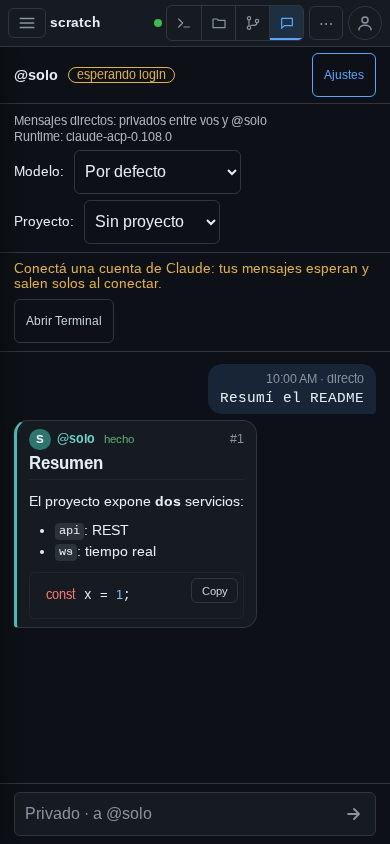 scratch
@solo esperando login
Ajustes
Mensajes directos: privados entre vos y @solo
Runtime: claude-acp-0.108.0
Modelo: Por defecto
Proyecto: Sin proyecto
Conectá una cuenta de Claude: tus mensajes esperan y
salen solos al conectar.
Abrir Terminal
10:00 AM · directo
Resumí el README
S @solo hecho #1
Resumen
El proyecto expone dos servicios:
• api: REST
• ws: tiempo real
const x = 1;
Copy
Privado · a @solo